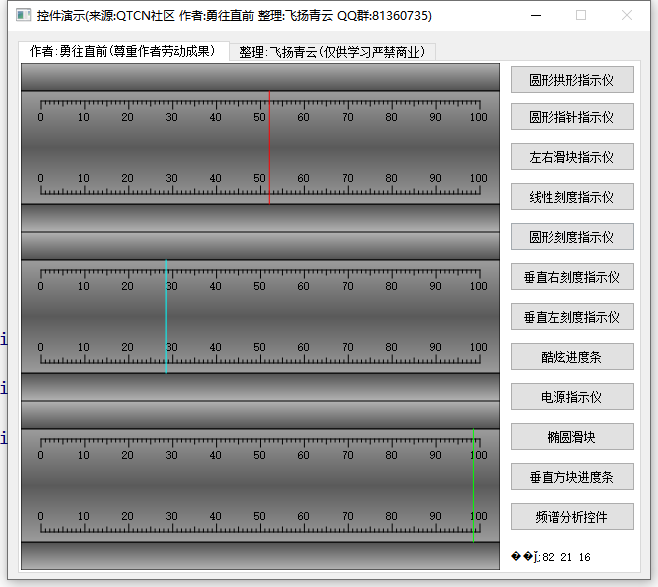 控件演示(来源:QTCN社区 作者:勇往直前 整理:飞扬青云 QQ群:81360735)
作者:勇往直前(尊重作者劳动成果) 整理:飞扬青云(仅供学习严禁商业)
0 10 20 30 40 50 60 70 80 90 100
0 10 20 30 40 50 60 70 80 90 100
0 10 20 30 40 50 60 70 80 90 100
0 10 20 30 40 50 60 70 80 90 100
0 10 20 30 40 50 60 70 80 90 100
0 10 20 30 40 50 60 70 80 90 100
圆形拱形指示仪
圆形指针指示仪
左右滑块指示仪
线性刻度指示仪
圆形刻度指示仪
垂直右刻度指示仪
垂直左刻度指示仪
酷炫进度条
电源指示仪
椭圆滑块
垂直方块进度条
频谱分析控件
82 21 16
i
i
i